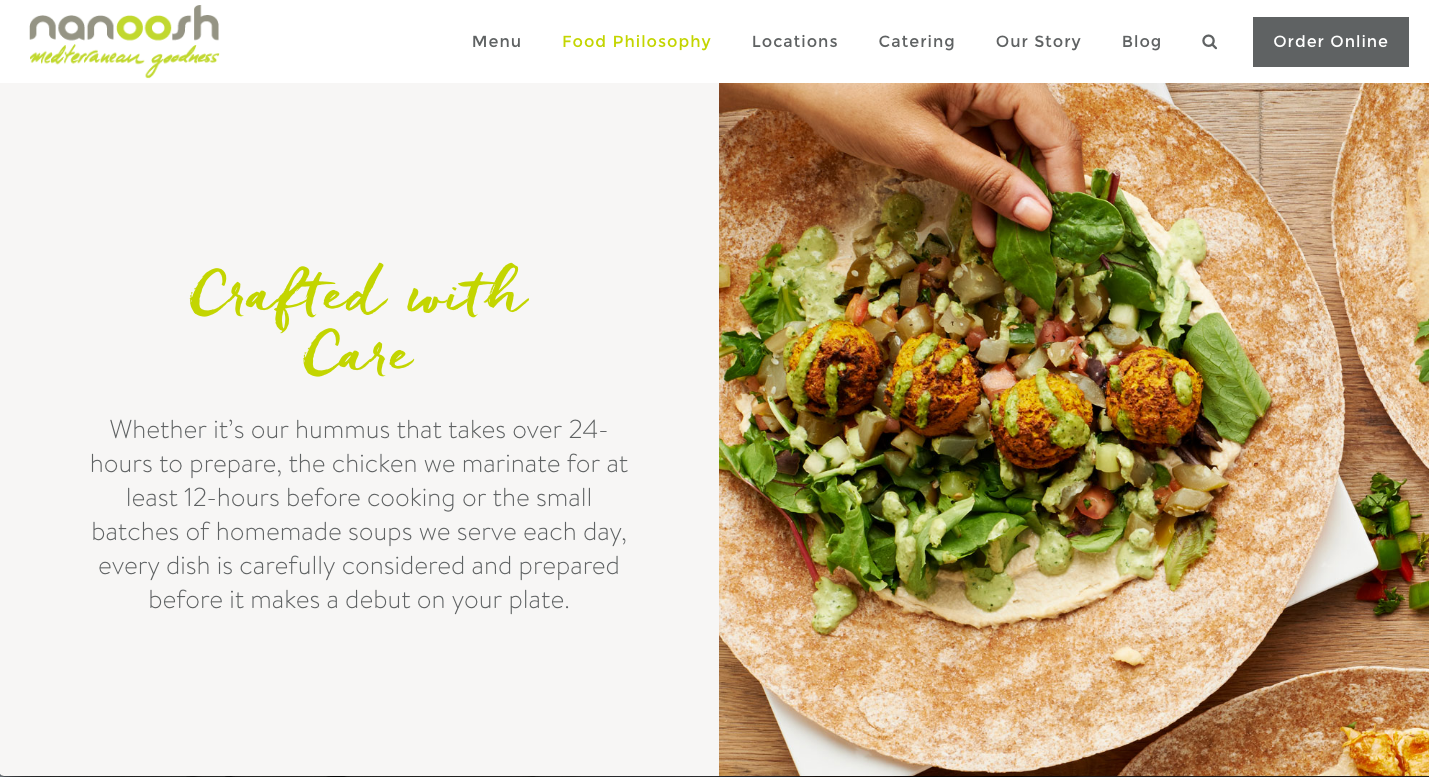 nanoosh
mediterranean goodness
Menu Food Philosophy Locations Catering Our Story Blog Order Online
Crafted with
Care
Whether it’s our hummus that takes over 24-
hours to prepare, the chicken we marinate for at
least 12-hours before cooking or the small
batches of homemade soups we serve each day,
every dish is carefully considered and prepared
before it makes a debut on your plate.